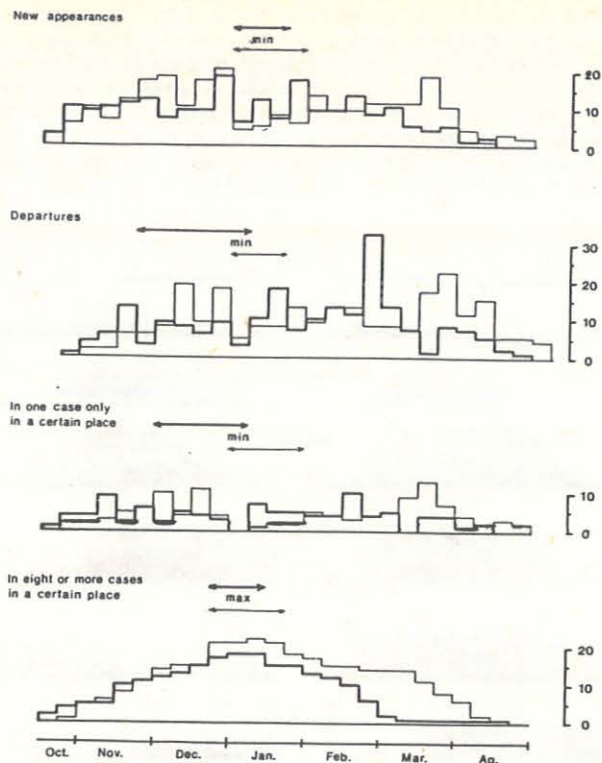 New appearances
min
20
10
0
Departures
min
30
20
10
0
In one case only
in a certain place
min
10
0
In eight or more cases
in a certain place
max
20
10
0
Oct. Nov. Dec. Jan. Feb. Mar. Ap.